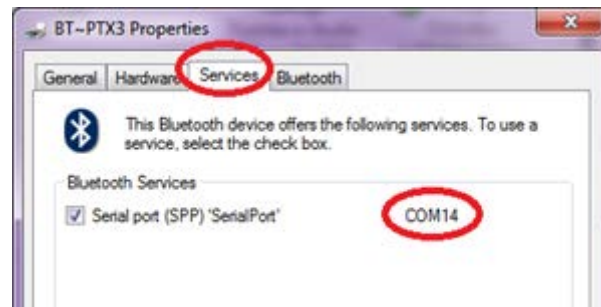 BT~PTX3 Properties
General Hardware Services Bluetooth
This Bluetooth device offers the following services. To use a
service, select the check box.
Bluetooth Services
Serial port (SPP) 'SerialPort' COM14